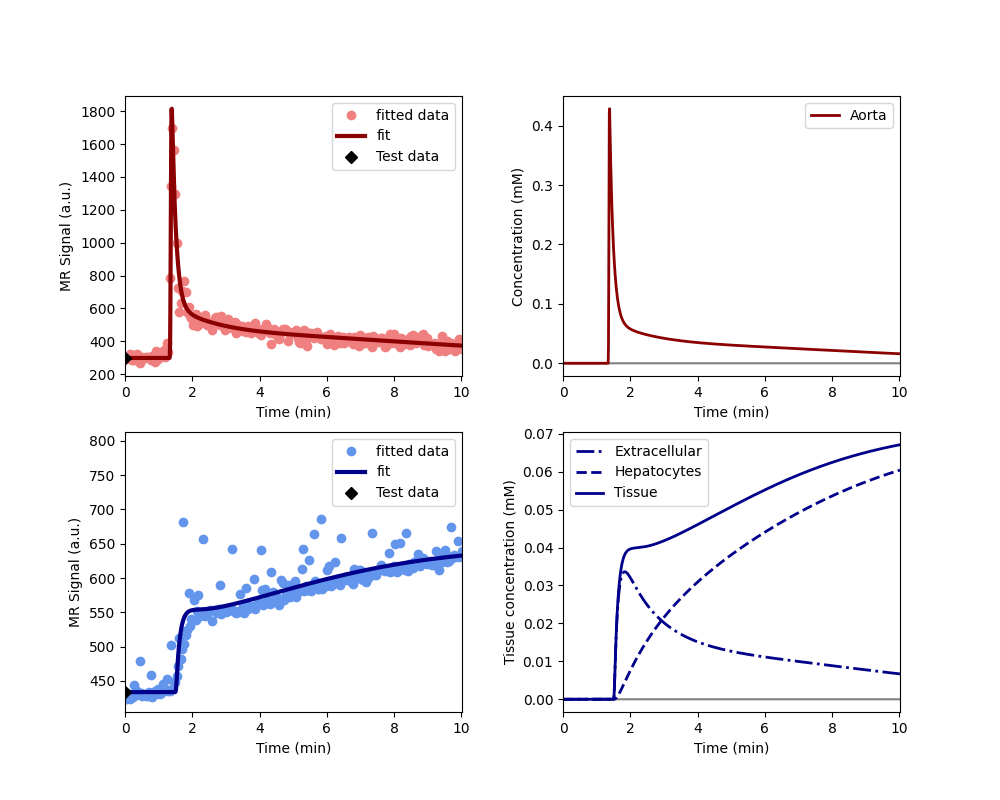 1800
1600
1400
1200
1000
800
600
400
200
MR Signal (a.u.)
0 2 4 6 8 10
Time (min)
fitted data
fit
Test data
0.4
0.3
0.2
0.1
0.0
Concentration (mM)
0 2 4 6 8 10
Time (min)
Aorta
800
750
700
650
600
550
500
450
MR Signal (a.u.)
0 2 4 6 8 10
Time (min)
fitted data
fit
Test data
0.07
0.06
0.05
0.04
0.03
0.02
0.01
0.00
Tissue concentration (mM)
0 2 4 6 8 10
Time (min)
Extracellular
Hepatocytes
Tissue